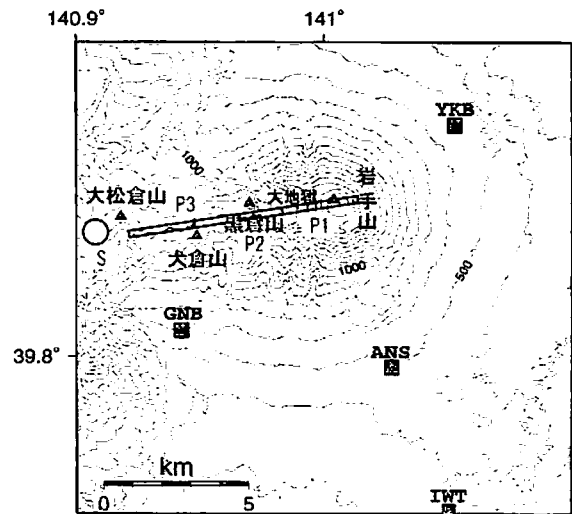 140.9°
141°
YKB
1000
大松倉山
P3
大地獄
岩手山
S
犬倉山
黒倉山
P2
P1
1000
500
GNB
ANS
39.8°
km
0
5
IWT